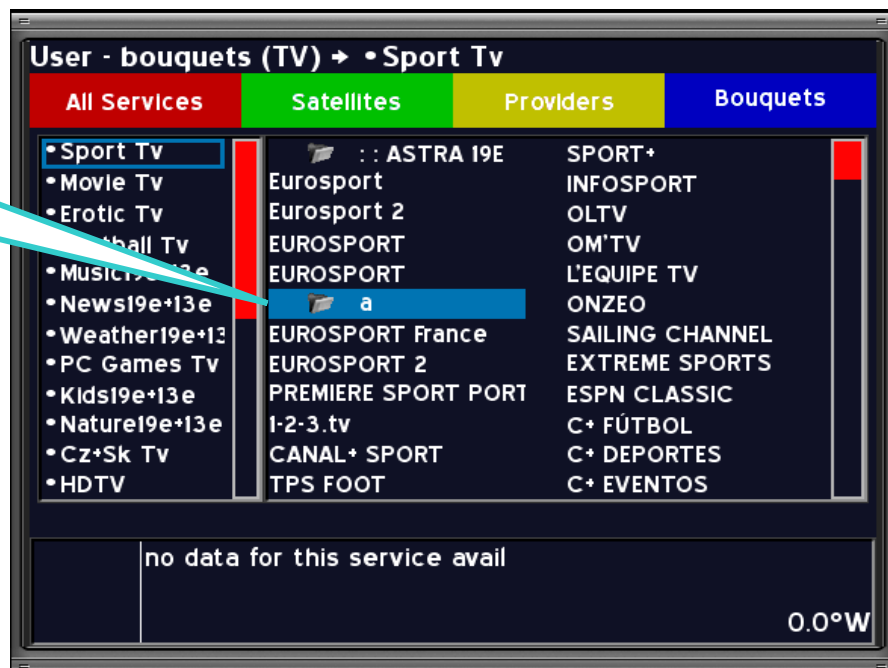 User - bouquets (TV) → •Sport Tv
All Services Satellites Providers Bouquets
•Sport Tv
•Movie Tv
•Erotic Tv
Tv
•News19e+13e
•Weather19e+13
•PC Games Tv
•Kids19e+13e
•Nature19e+13e
•Cz+Sk Tv
•HDTV
:: ASTRA 19E
Eurosport
Eurosport 2
EUROSPORT
EUROSPORT
a
EUROSPORT France
EUROSPORT 2
PREMIERE SPORT PORT
1-2-3.tv
CANAL+ SPORT
TPS FOOT
SPORT+
INFOSPORT
OLTV
OM'TV
L'EQUIPE TV
ONZEO
SAILING CHANNEL
EXTREME SPORTS
ESPN CLASSIC
C+ FÚTBOL
C+ DEPORTES
C+ EVENTOS
no data for this service avail
0.0°W